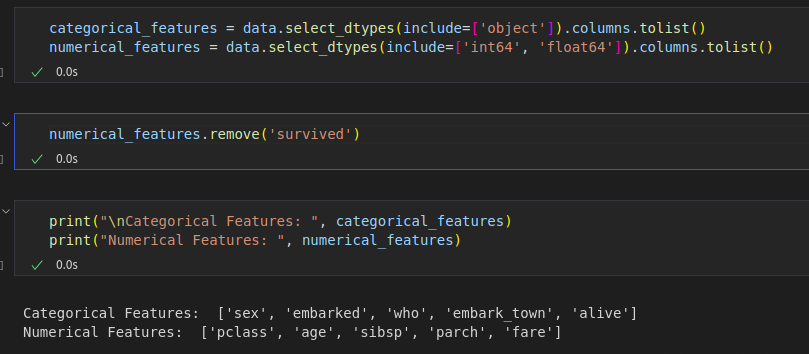 categorical_features = data.select_dtypes(include=['object']).columns.tolist()
numerical_features = data.select_dtypes(include=['int64', 'float64']).columns.tolist()
] ✓ 0.0s
numerical_features.remove('survived')
] ✓ 0.0s
print("\nCategorical Features: ", categorical_features)
print("Numerical Features: ", numerical_features)
] ✓ 0.0s
Categorical Features:  ['sex', 'embarked', 'who', 'embark_town', 'alive']
Numerical Features:  ['pclass', 'age', 'sibsp', 'parch', 'fare']